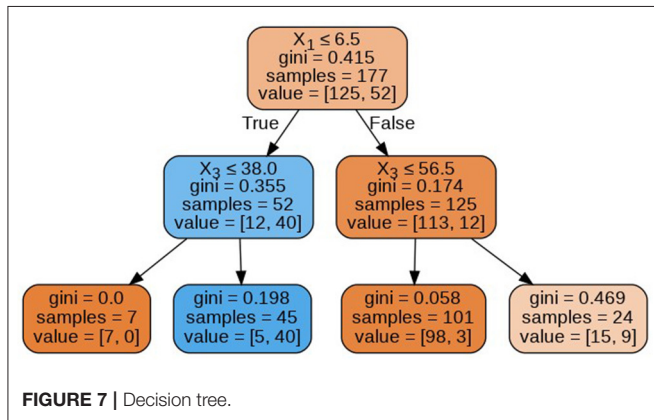 X₁ ≤ 6.5
gini = 0.415
samples = 177
value = [125, 52]
True
False
X₃ ≤ 38.0
gini = 0.355
samples = 52
value = [12, 40]
X₃ ≤ 56.5
gini = 0.174
samples = 125
value = [113, 12]
gini = 0.0
samples = 7
value = [7, 0]
gini = 0.198
samples = 45
value = [5, 40]
gini = 0.058
samples = 101
value = [98, 3]
gini = 0.469
samples = 24
value = [15, 9]
FIGURE 7 | Decision tree.